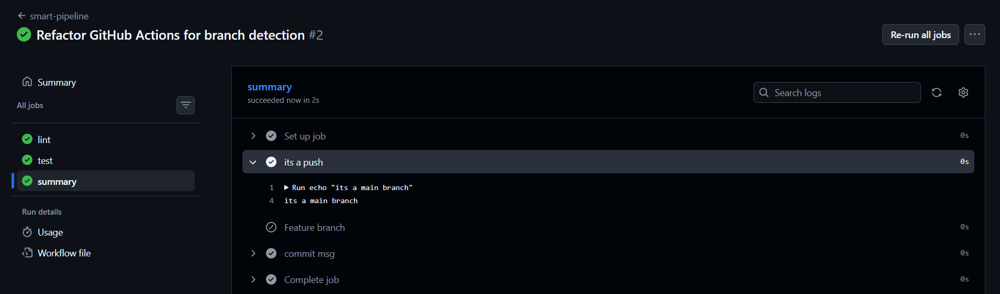 smart-pipeline
Refactor GitHub Actions for branch detection #2
Re-run all jobs
Summary
All jobs
lint
test
summary
Run details
Usage
Workflow file
summary
succeeded now in 2s
Search logs
Set up job 0s
its a push 0s
1 Run echo "its a main branch"
4 its a main branch
Feature branch 0s
commit msg 0s
Complete job 0s